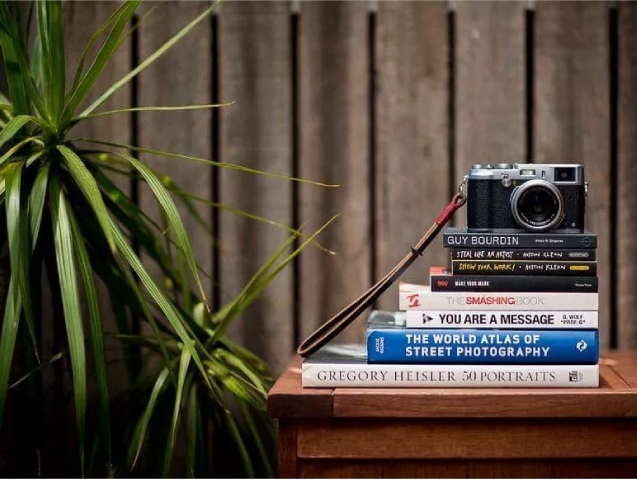 GUY BOURDIN
STEAL LIKE AN ARTIST · AUSTIN KLEON
SHOW YOUR WORK! · AUSTIN KLEON
MAKE YOUR MARK
THE SMASHING BOOK
YOU ARE A MESSAGE
THE WORLD ATLAS OF
STREET PHOTOGRAPHY
GREGORY HEISLER 50 PORTRAITS